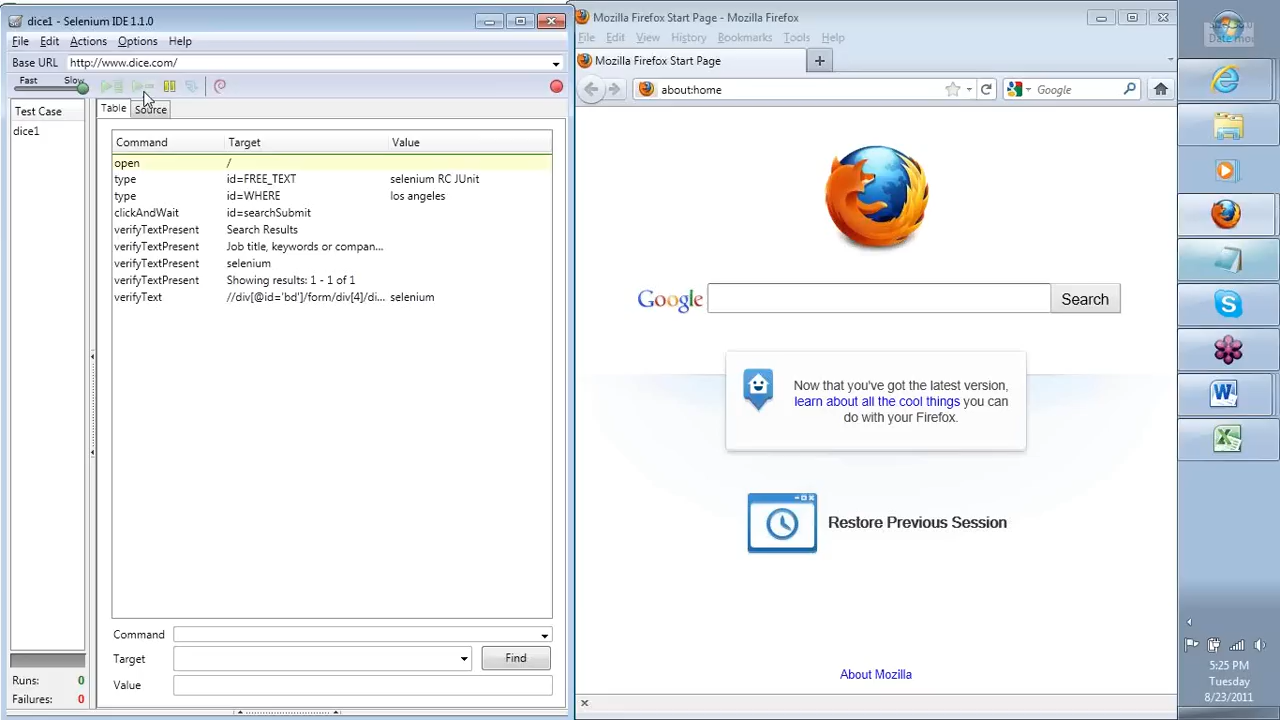 dice1 - Selenium IDE 1.1.0
File Edit Actions Options Help
Base URL http://www.dice.com/
Fast Slow
Test Case
dice1
Table Source
Command Target Value
open /
type id=FREE_TEXT selenium RC JUnit
type id=WHERE los angeles
clickAndWait id=searchSubmit
verifyTextPresent Search Results
verifyTextPresent Job title, keywords or compan...
verifyTextPresent selenium
verifyTextPresent Showing results: 1 - 1 of 1
verifyText //div[@id='bd']/form/div[4]/di... selenium
Command
Target Find
Value
Runs: 0
Failures: 0
Mozilla Firefox Start Page - Mozilla Firefox
File Edit View History Bookmarks Tools Help
Mozilla Firefox Start Page
about:home Google
Google Search
Now that you've got the latest version,
learn about all the cool things you can
do with your Firefox.
Restore Previous Session
About Mozilla
5:25 PM
Tuesday
8/23/2011